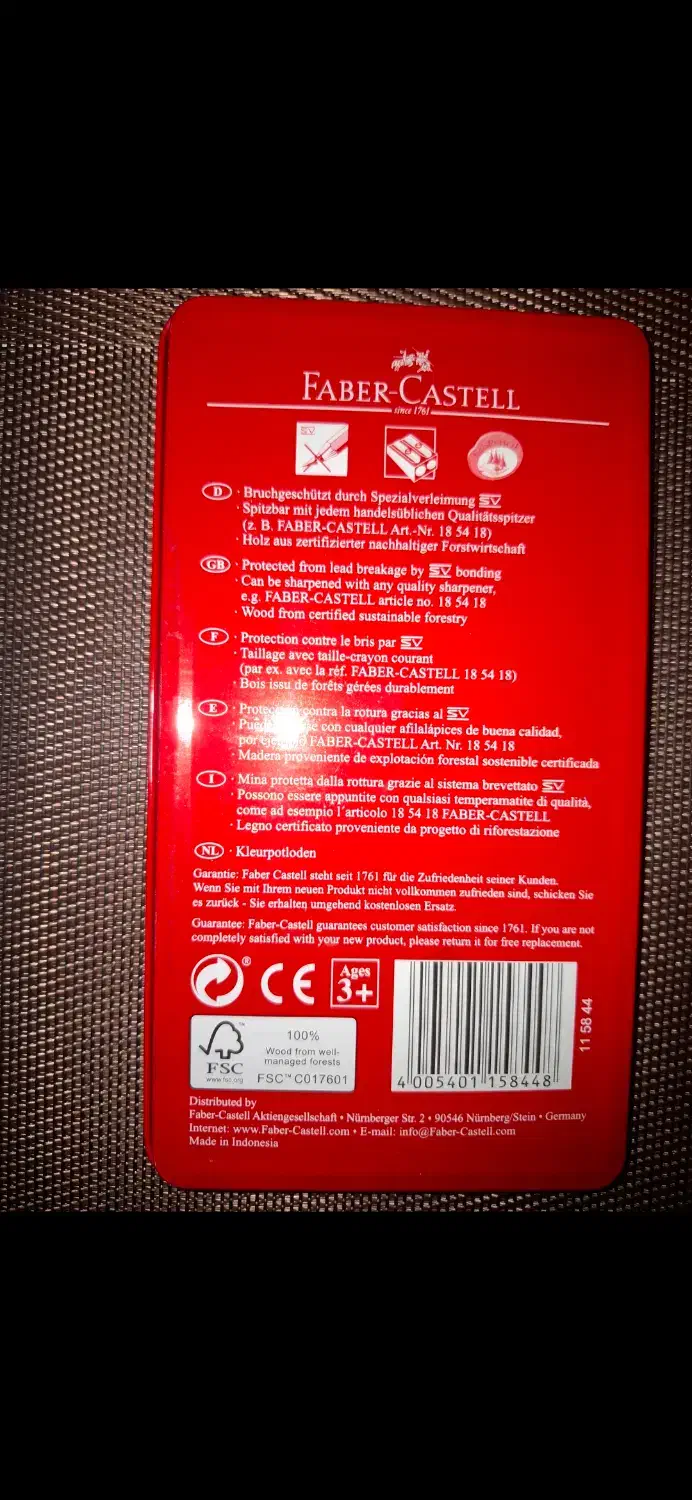 FABER-CASTELL
since 1761
SV
D · Bruchgeschützt durch Spezialverleimung SV
· Spitzbar mit jedem handelsüblichen Qualitätsspitzer
(z. B. FABER-CASTELL Art.-Nr. 18 54 18)
· Holz aus zertifizierter nachhaltiger Forstwirtschaft
GB · Protected from lead breakage by SV bonding
· Can be sharpened with any quality sharpener,
e.g. FABER-CASTELL article no. 18 54 18
· Wood from certified sustainable forestry
F · Protection contre le bris par SV
· Taillage avec taille-crayon courant
(par ex. avec la réf. FABER-CASTELL 18 54 18)
· Bois issu de forêts gérées durablement
E · contra la rotura gracias al SV
· con cualquier afilalápices de buena calidad,
por FABER-CASTELL Art. Nr. 18 54 18
· Madera proveniente de explotación forestal sostenible certificada
I · Mina protetta dalla rottura grazie al sistema brevettato SV
· Possono essere appuntite con qualsiasi temperamatite di qualità,
come ad esempio l´articolo 18 54 18 FABER-CASTELL
· Legno certificato proveniente da progetto di riforestazione
NL · Kleurpotloden
Garantie: Faber Castell steht seit 1761 für die Zufriedenheit seiner Kunden.
Wenn Sie mit Ihrem neuen Produkt nicht vollkommen zufrieden sind, schicken Sie
es zurück - Sie erhalten umgehend kostenlosen Ersatz.
Guarantee: Faber-Castell guarantees customer satisfaction since 1761. If you are not
completely satisfied with your new product, please return it for free replacement.
® CE Ages
3+
11 58 44
FSC™
www.fsc.org
100%
Wood from well-
managed forests
FSC™ C017601
4 005401 158448
Distributed by
Faber-Castell Aktiengesellschaft • Nürnberger Str. 2 • 90546 Nürnberg/Stein • Germany
Internet: www.Faber-Castell.com • E-mail: info@Faber-Castell.com
Made in Indonesia